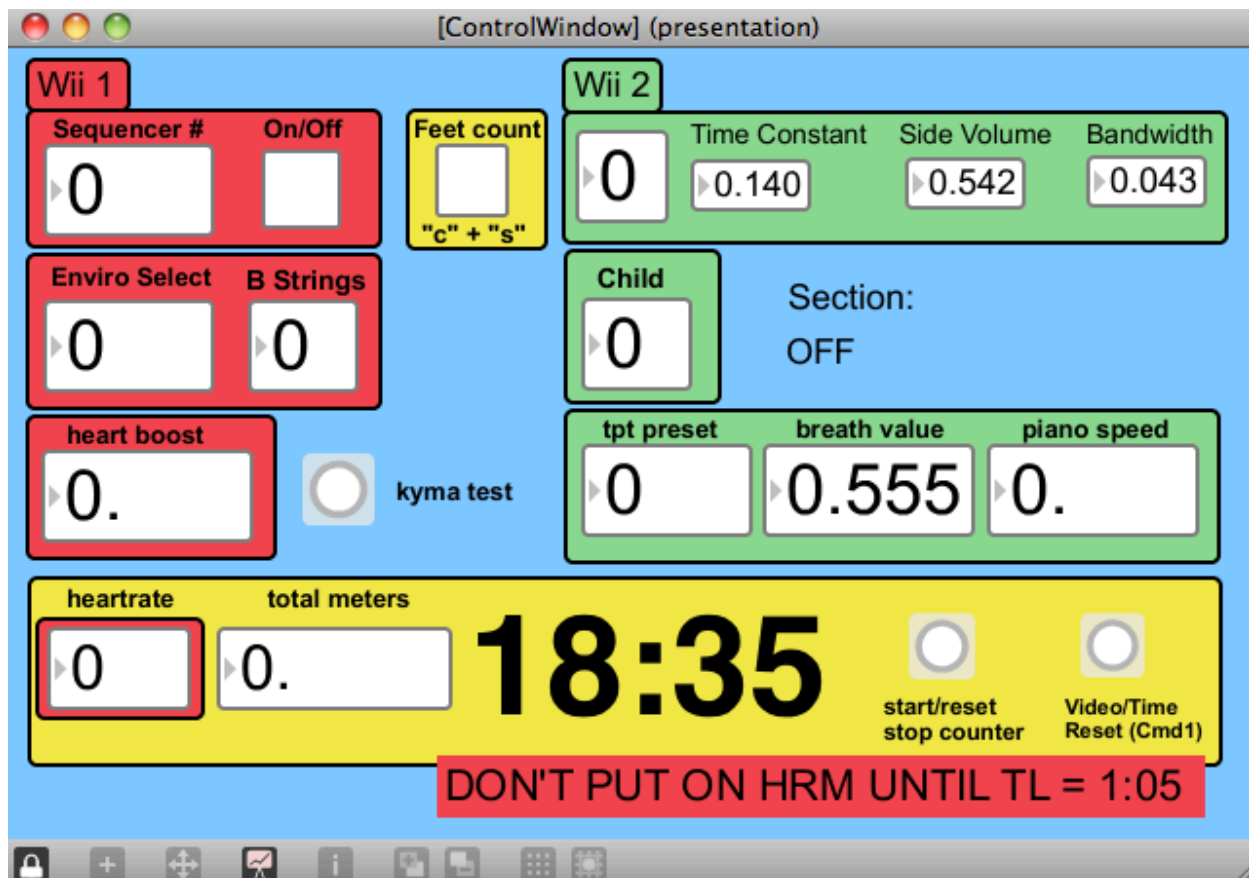 [ControlWindow] (presentation)
Wii 1
Sequencer # On/Off
0
Feet count
"c" + "s"
Wii 2
Time Constant Side Volume Bandwidth
0 0.140 0.542 0.043
Enviro Select B Strings
0 0
Child
0
Section:
OFF
heart boost
0.
kyma test
tpt preset breath value piano speed
0 0.555 0.
heartrate total meters
0 0.
18:35
start/reset
stop counter
Video/Time
Reset (Cmd1)
DON'T PUT ON HRM UNTIL TL = 1:05